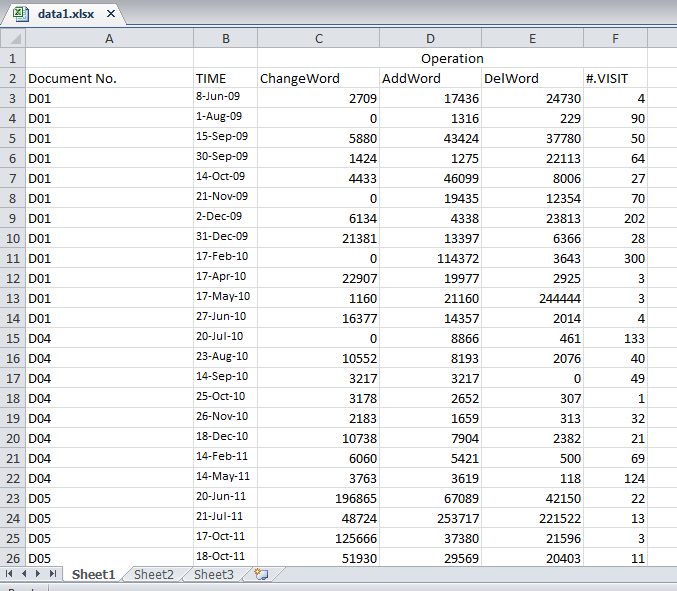 data1.xlsx
A B C D E F
1 Operation
2 Document No. TIME ChangeWord AddWord DelWord #.VISIT
3 D01 8-Jun-09 2709 17436 24730 4
4 D01 1-Aug-09 0 1316 229 90
5 D01 15-Sep-09 5880 43424 37780 50
6 D01 30-Sep-09 1424 1275 22113 64
7 D01 14-Oct-09 4433 46099 8006 27
8 D01 21-Nov-09 0 19435 12354 70
9 D01 2-Dec-09 6134 4338 23813 202
10 D01 31-Dec-09 21381 13397 6366 28
11 D01 17-Feb-10 0 114372 3643 300
12 D01 17-Apr-10 22907 19977 2925 3
13 D01 17-May-10 1160 21160 244444 3
14 D01 27-Jun-10 16377 14357 2014 4
15 D04 20-Jul-10 0 8866 461 133
16 D04 23-Aug-10 10552 8193 2076 40
17 D04 14-Sep-10 3217 3217 0 49
18 D04 25-Oct-10 3178 2652 307 1
19 D04 26-Nov-10 2183 1659 313 32
20 D04 18-Dec-10 10738 7904 2382 21
21 D04 14-Feb-11 6060 5421 500 69
22 D04 14-May-11 3763 3619 118 124
23 D05 20-Jun-11 196865 67089 42150 22
24 D05 21-Jul-11 48724 253717 221522 13
25 D05 17-Oct-11 125666 37380 21596 3
26 D05 18-Oct-11 51930 29569 20403 11
Sheet1 Sheet2 Sheet3